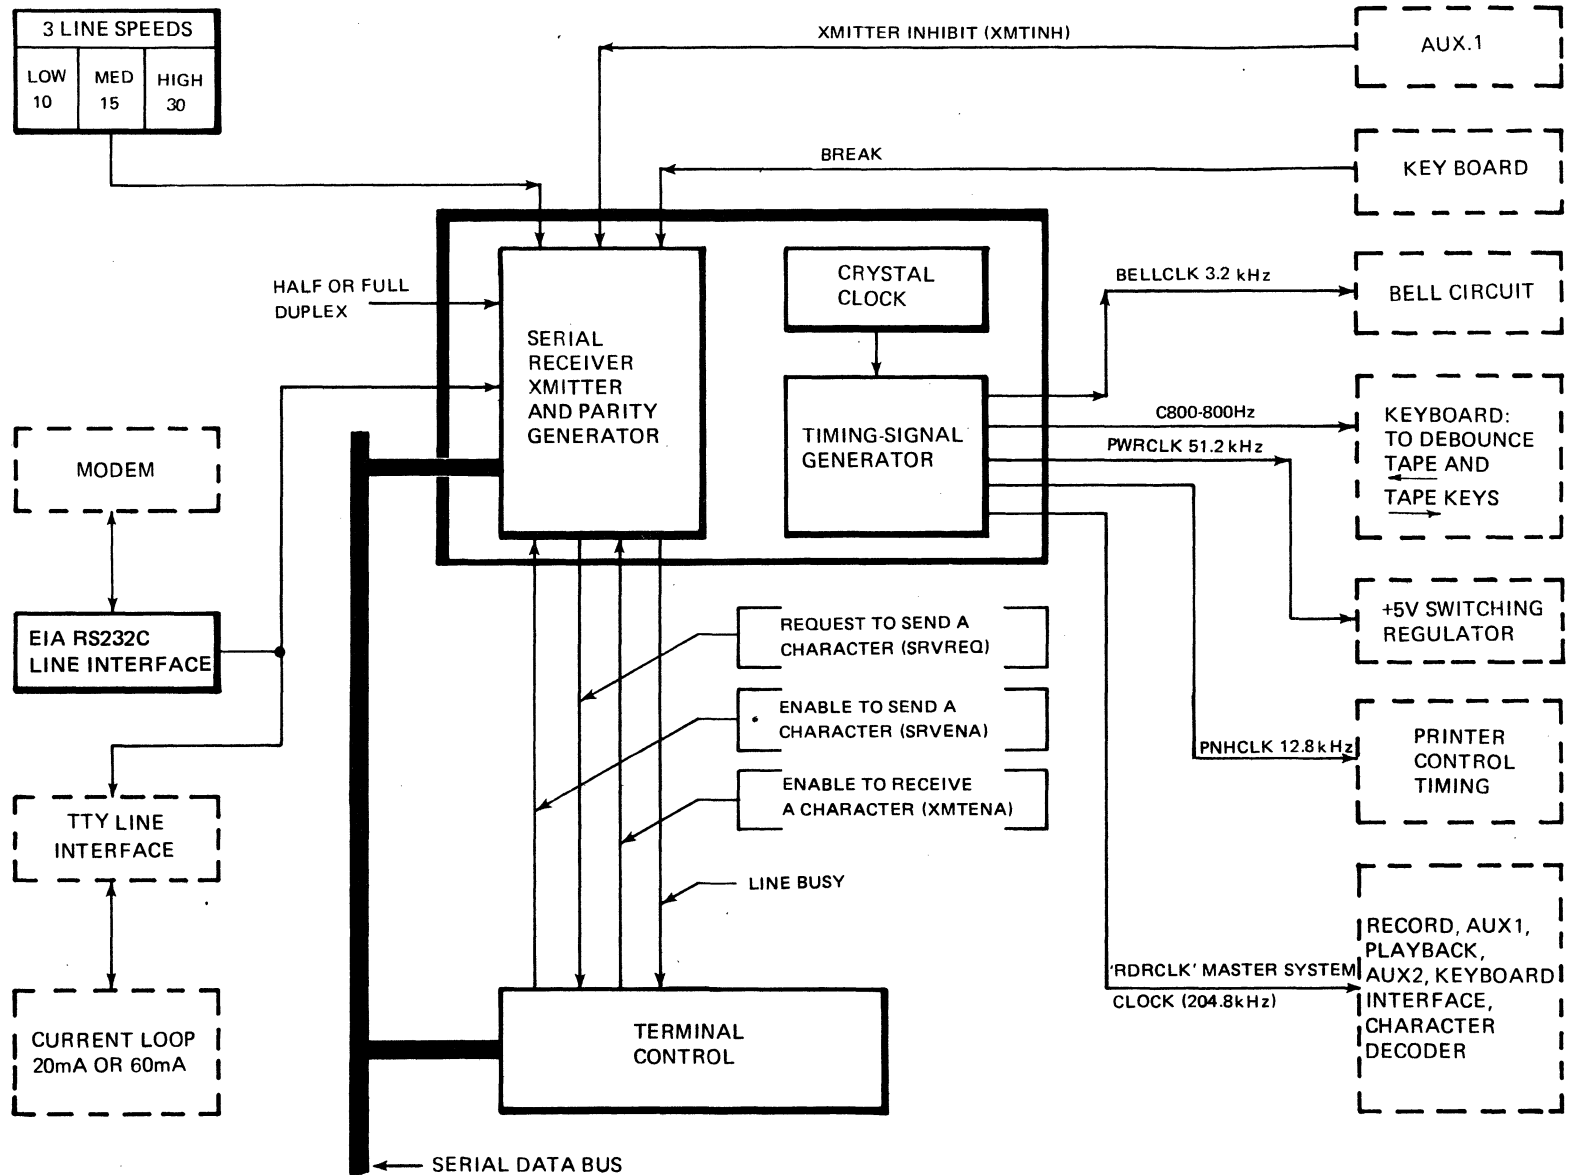 3 LINE SPEEDS
LOW
10
MED
15
HIGH
30
XMITTER INHIBIT (XMTINH)
AUX.1
BREAK
KEY BOARD
HALF OR FULL
DUPLEX
SERIAL
RECEIVER
XMITTER
AND PARITY
GENERATOR
CRYSTAL
CLOCK
TIMING-SIGNAL
GENERATOR
BELLCLK 3.2 kHz
BELL CIRCUIT
C800-800Hz
KEYBOARD:
TO DEBOUNCE
TAPE AND
TAPE KEYS
PWRCLK 51.2 kHz
+5V SWITCHING
REGULATOR
PNHCLK 12.8 kHz
PRINTER
CONTROL
TIMING
'RDRCLK' MASTER SYSTEM
CLOCK (204.8kHz)
RECORD, AUX1,
PLAYBACK,
AUX2, KEYBOARD
INTERFACE,
CHARACTER
DECODER
MODEM
EIA RS232C
LINE INTERFACE
TTY LINE
INTERFACE
CURRENT LOOP
20mA OR 60mA
REQUEST TO SEND A
CHARACTER (SRVREQ)
ENABLE TO SEND A
CHARACTER (SRVENA)
ENABLE TO RECEIVE
A CHARACTER (XMTENA)
LINE BUSY
TERMINAL
CONTROL
SERIAL DATA BUS